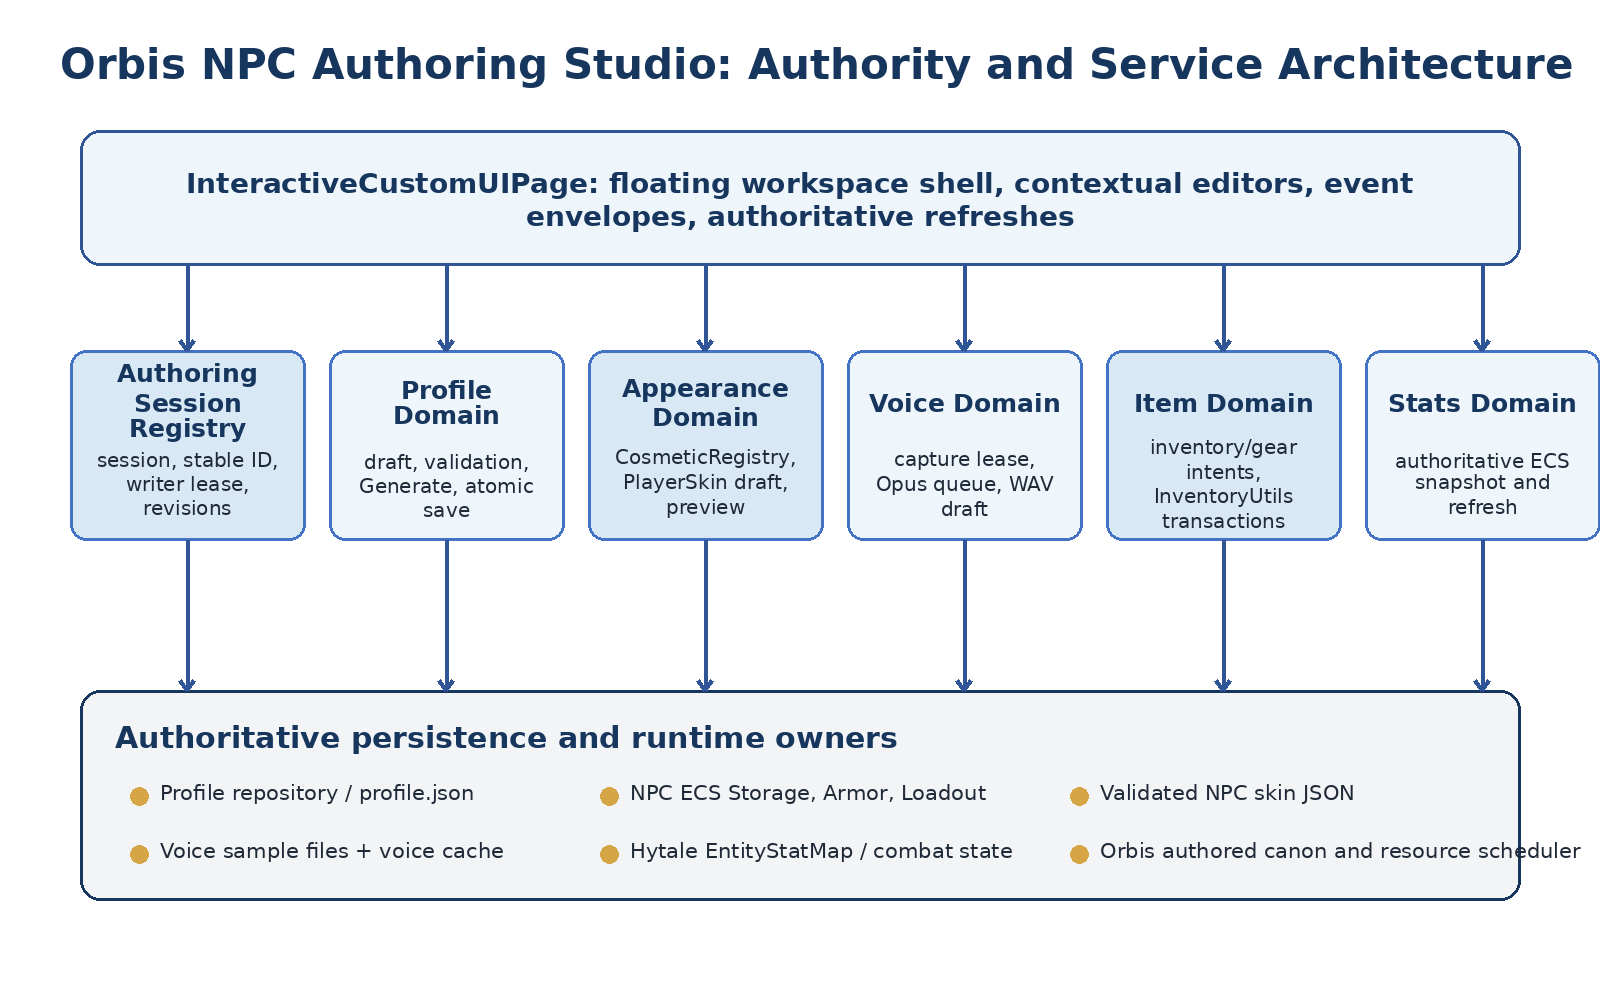 Orbis NPC Authoring Studio: Authority and Service Architecture
InteractiveCustomUIPage: floating workspace shell, contextual editors, event
envelopes, authoritative refreshes
Authoring
Session
Registry
session, stable ID,
writer lease,
revisions
Profile
Domain
draft, validation,
Generate, atomic
save
Appearance
Domain
CosmeticRegistry,
PlayerSkin draft,
preview
Voice Domain
capture lease,
Opus queue, WAV
draft
Item Domain
inventory/gear
intents,
InventoryUtils
transactions
Stats Domain
authoritative ECS
snapshot and
refresh
Authoritative persistence and runtime owners
Profile repository / profile.json
NPC ECS Storage, Armor, Loadout
Validated NPC skin JSON
Voice sample files + voice cache
Hytale EntityStatMap / combat state
Orbis authored canon and resource scheduler